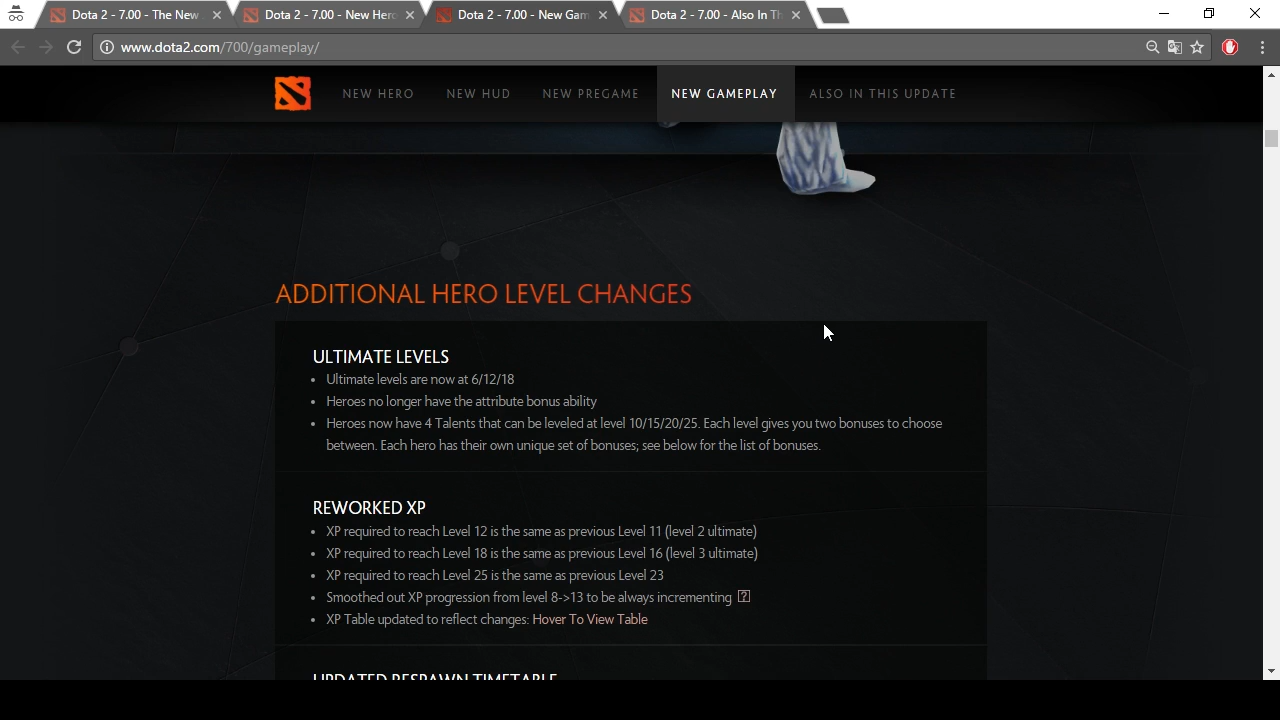 Dota 2 - 7.00 - The New
Dota 2 - 7.00 - New Hero
Dota 2 - 7.00 - New Gam
Dota 2 - 7.00 - Also In Th
www.dota2.com/700/gameplay/
NEW HERO
NEW HUD
NEW PREGAME
NEW GAMEPLAY
ALSO IN THIS UPDATE
ADDITIONAL HERO LEVEL CHANGES
ULTIMATE LEVELS
• Ultimate levels are now at 6/12/18
• Heroes no longer have the attribute bonus ability
• Heroes now have 4 Talents that can be leveled at level 10/15/20/25. Each level gives you two bonuses to choose
between. Each hero has their own unique set of bonuses; see below for the list of bonuses.
REWORKED XP
• XP required to reach Level 12 is the same as previous Level 11 (level 2 ultimate)
• XP required to reach Level 18 is the same as previous Level 16 (level 3 ultimate)
• XP required to reach Level 25 is the same as previous Level 23
• Smoothed out XP progression from level 8->13 to be always incrementing ?
• XP Table updated to reflect changes: Hover To View Table
UPDATED RESPAWN TIMETABLE